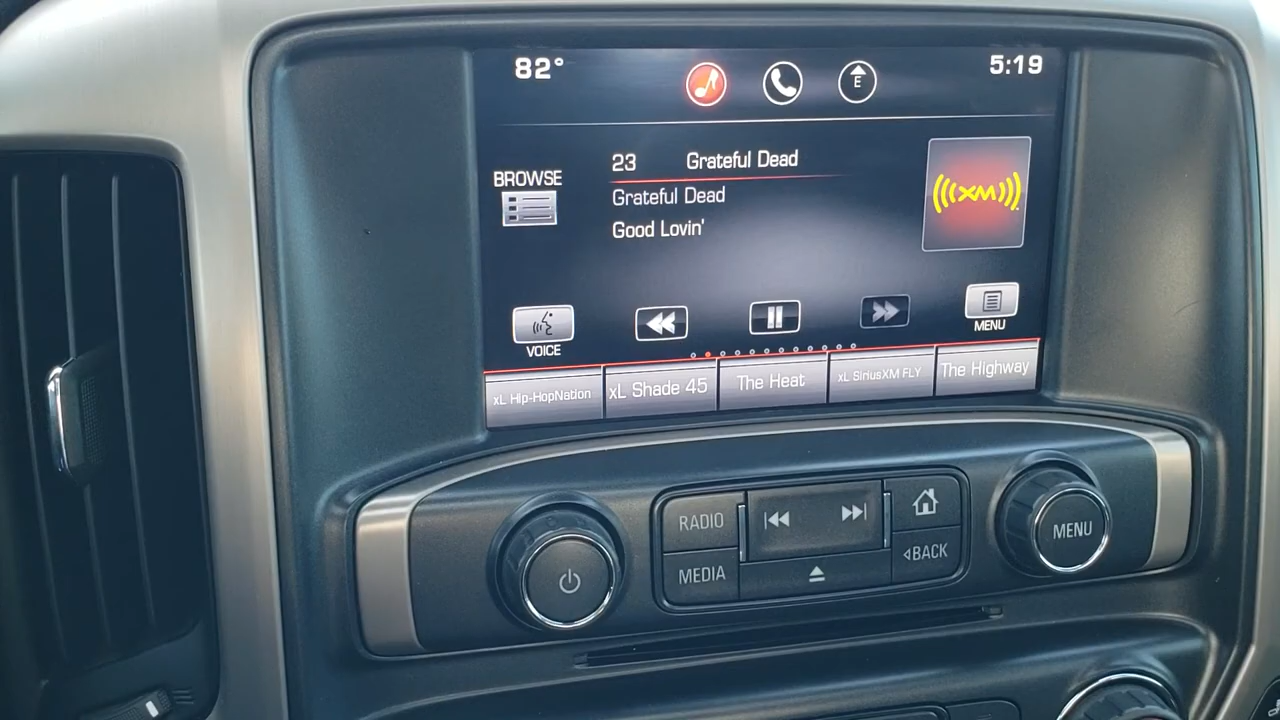 82°
E
5:19
BROWSE
23 Grateful Dead
Grateful Dead
Good Lovin'
((XM))
VOICE
MENU
xL Hip-HopNation
xL Shade 45
The Heat
xL SiriusXM FLY
The Highway
RADIO
MEDIA
BACK
MENU